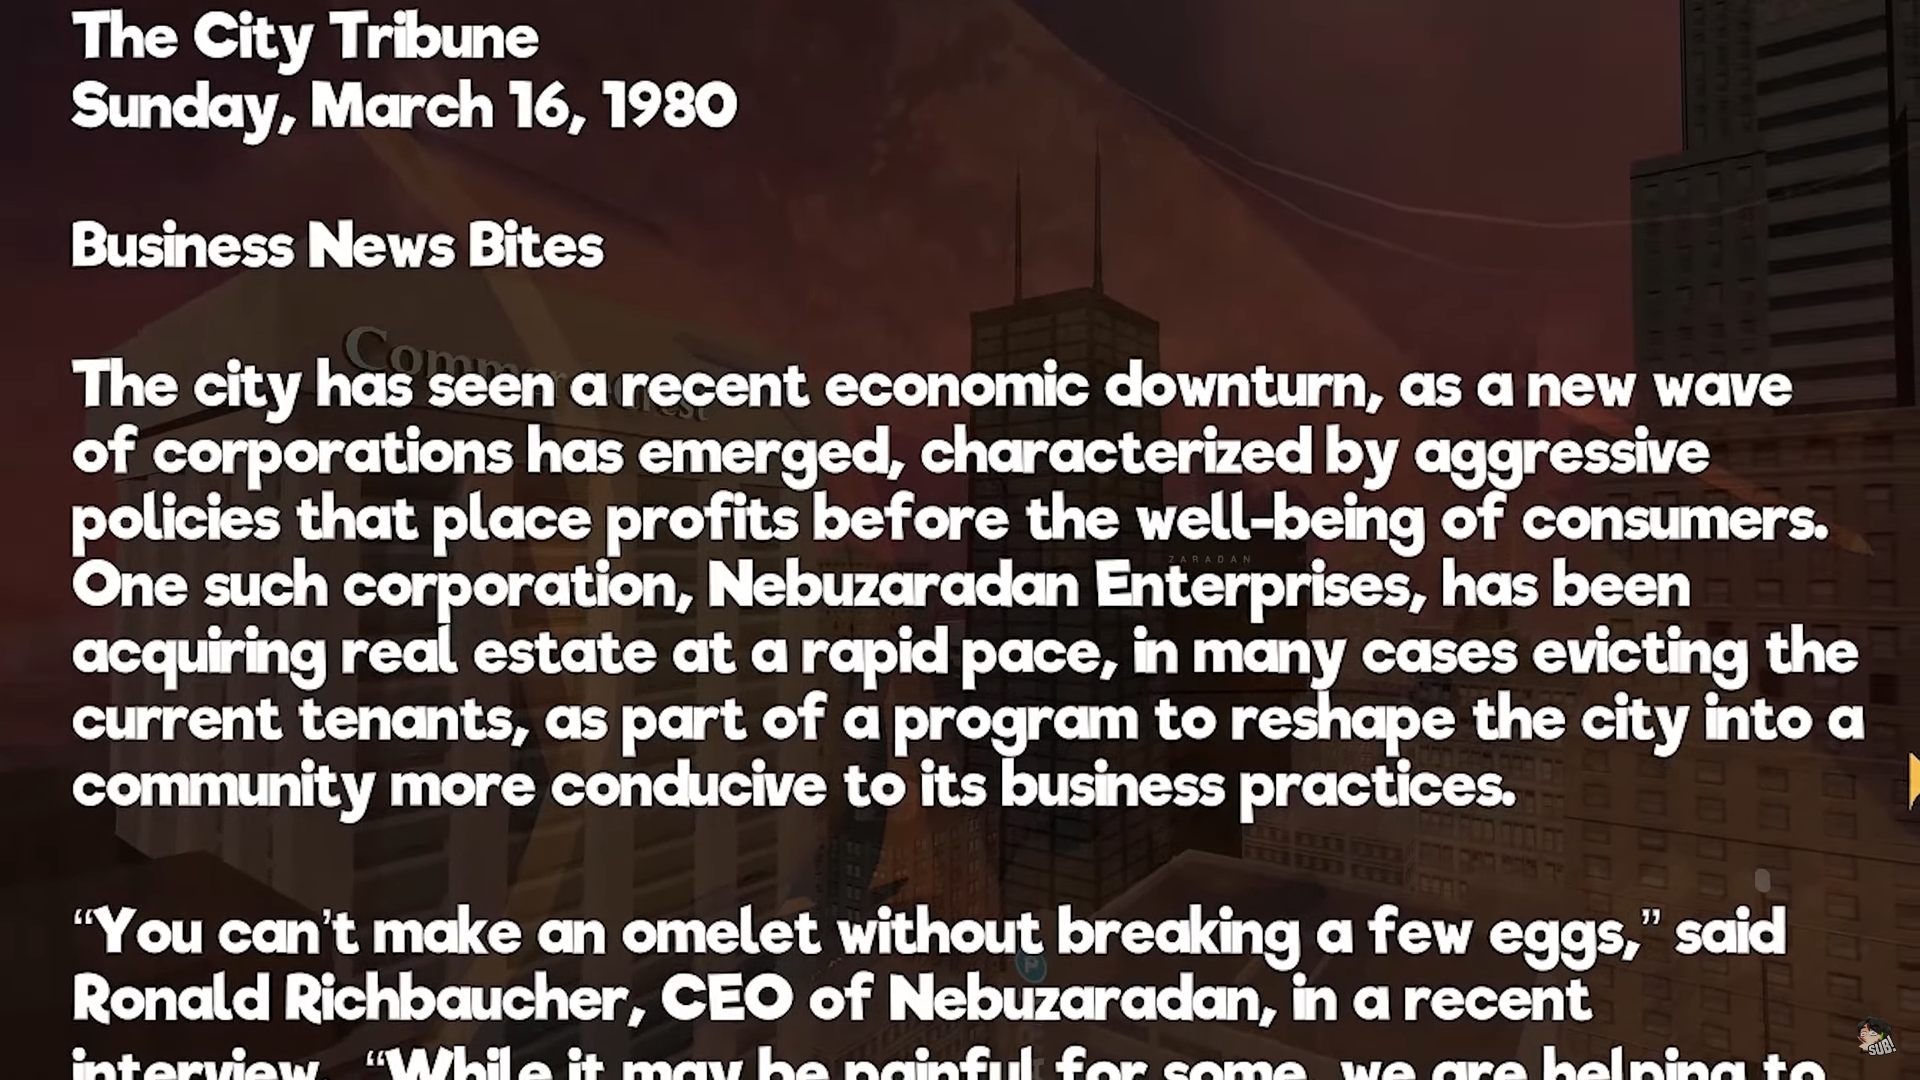 The City Tribune
Sunday, March 16, 1980
Business News Bites
The city has seen a recent economic downturn, as a new wave
of corporations has emerged, characterized by aggressive
policies that place profits before the well-being of consumers.
One such corporation, Nebuzaradan Enterprises, has been
acquiring real estate at a rapid pace, in many cases evicting the
current tenants, as part of a program to reshape the city into a
community more conducive to its business practices.
“You can’t make an omelet without breaking a few eggs,” said
Ronald Richbaucher, CEO of Nebuzaradan, in a recent
interview. “While it may be painful for some, we are helping to
ZARADAN
P
SUB!